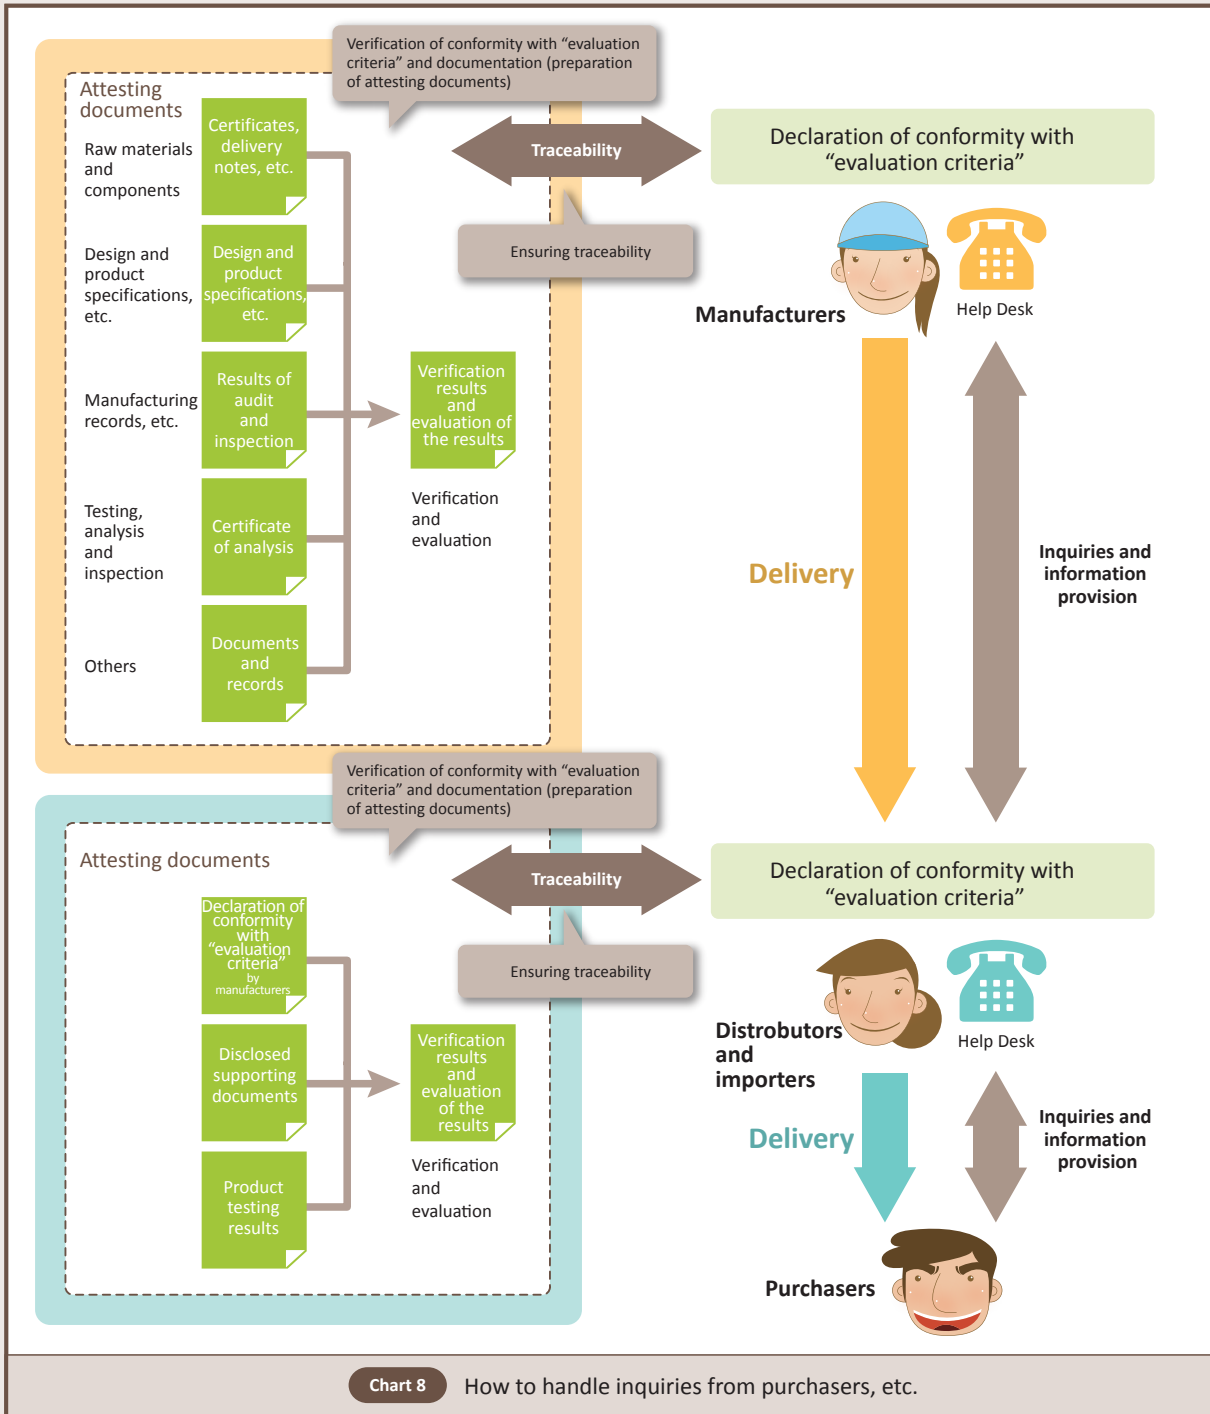 Verification of conformity with “evaluation
criteria” and documentation (preparation
of attesting documents)
Attesting
documents
Raw materials
and
components
Certificates,
delivery
notes, etc.
Traceability
Declaration of conformity with
“evaluation criteria”
Ensuring traceability
Design and
product
specifications,
etc.
Design and
product
specifications,
etc.
Manufacturers
Help Desk
Manufacturing
records, etc.
Results of
audit
and
inspection
Verification
results
and
evaluation of
the results
Verification
and
evaluation
Testing,
analysis
and
inspection
Certificate
of analysis
Delivery
Inquiries and
information
provision
Others
Documents
and
records
Verification of conformity with “evaluation
criteria” and documentation (preparation
of attesting documents)
Attesting documents
Traceability
Declaration of conformity with
“evaluation criteria”
Declaration of
conformity
with
“evaluation
criteria”
by
manufacturers
Ensuring traceability
Distrobutors
and
importers
Help Desk
Disclosed
supporting
documents
Verification
results
and
evaluation
of the
results
Verification
and
evaluation
Product
testing
results
Delivery
Inquiries and
information
provision
Purchasers
Chart 8 How to handle inquiries from purchasers, etc.